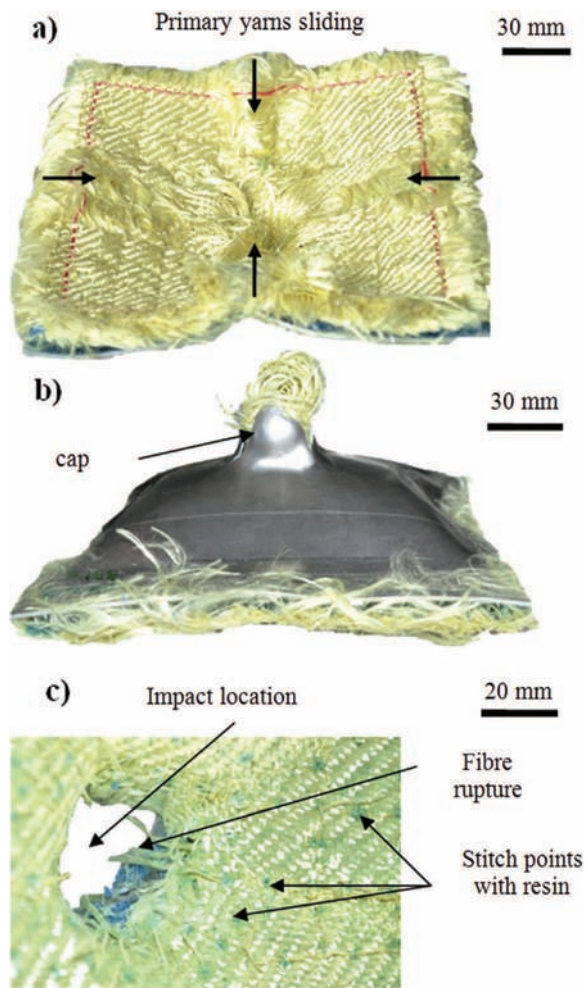 a)
Primary yarns sliding
30 mm
b)
30 mm
cap
c)
Impact location
20 mm
Fibre
rupture
Stitch points
with resin